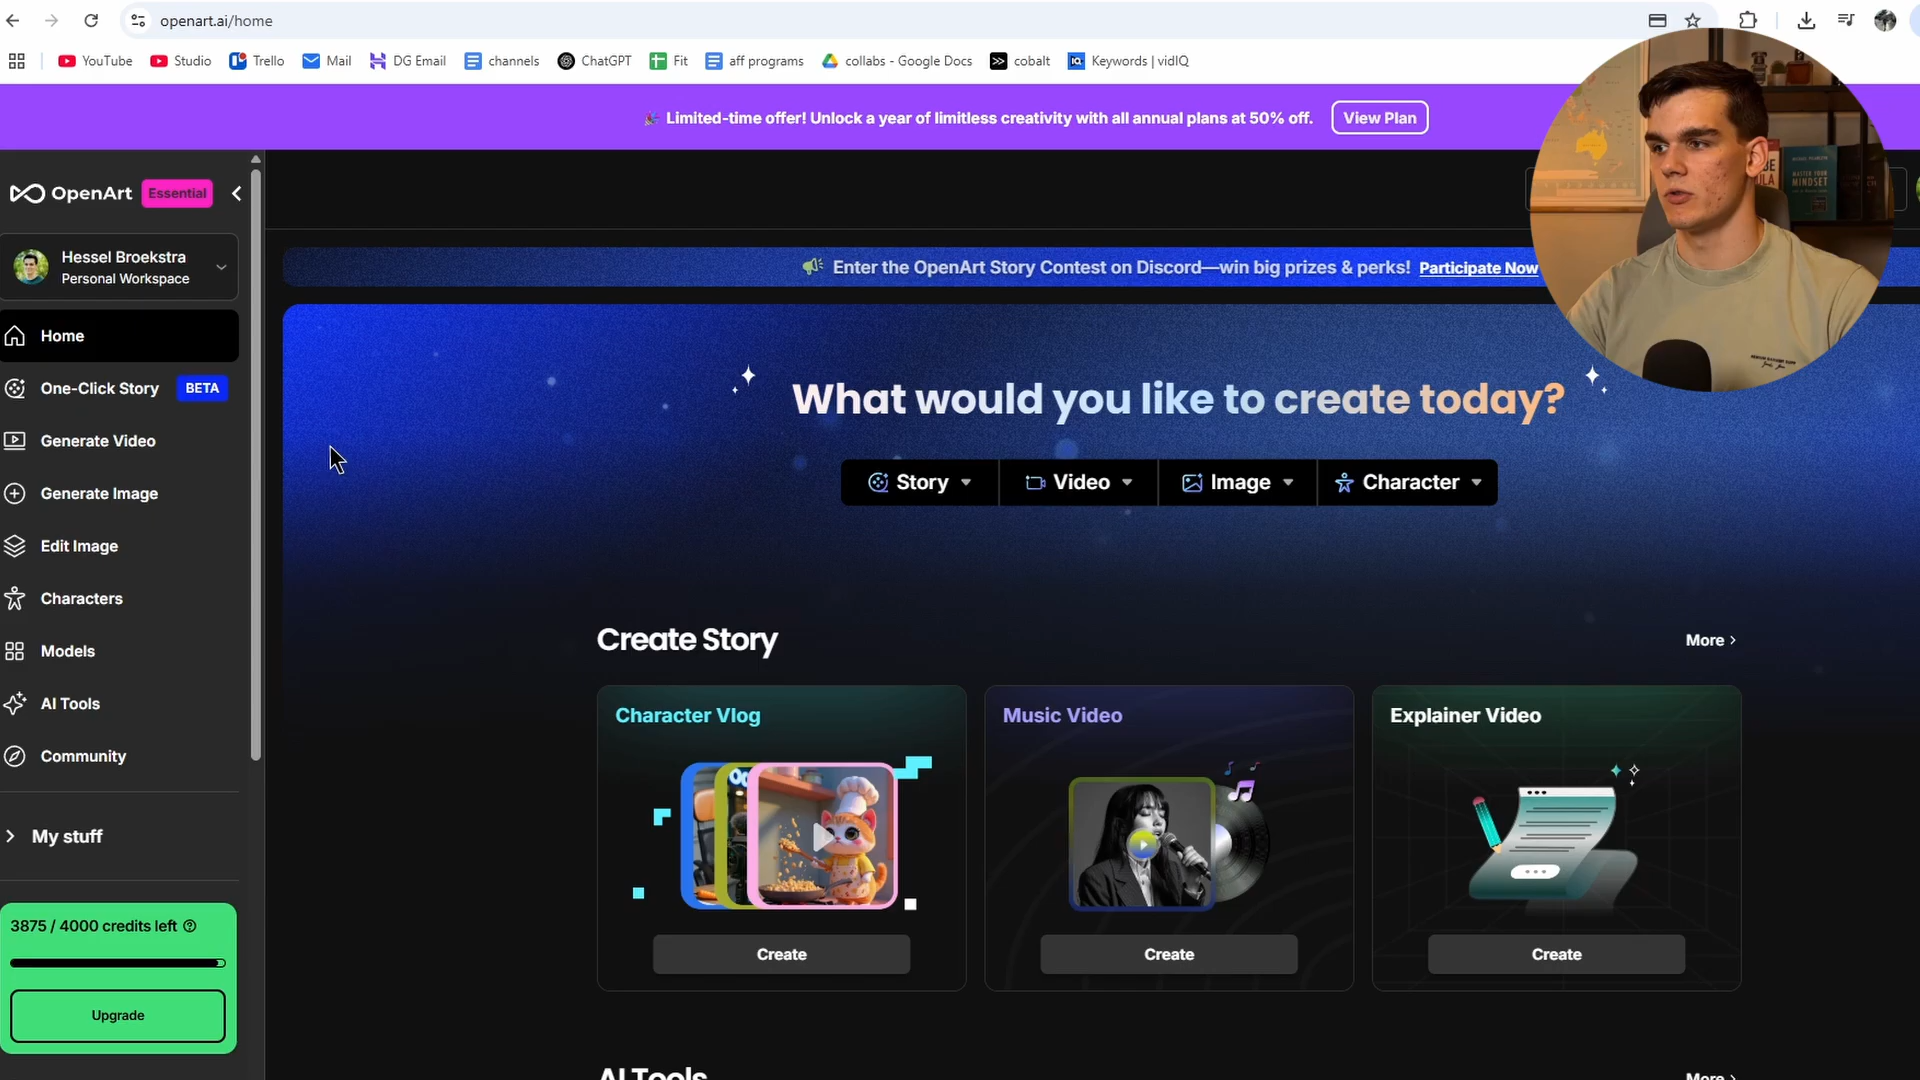 openart.ai/home
YouTube
Studio
Trello
Mail
DG Email
channels
ChatGPT
Fit
aff programs
collabs - Google Docs
cobalt
Keywords | vidIQ
Limited-time offer! Unlock a year of limitless creativity with all annual plans at 50% off.
View Plan
OpenArt
Essential
Hessel Broekstra
Personal Workspace
Home
One-Click Story
BETA
Generate Video
Generate Image
Edit Image
Characters
Models
AI Tools
Community
My stuff
3875 / 4000 credits left
Upgrade
Enter the OpenArt Story Contest on Discord—win big prizes & perks!
Participate Now
What would you like to create today?
Story
Video
Image
Character
Create Story
More
Character Vlog
Create
Music Video
Create
Explainer Video
Create
AI Tools
More
MASTER YOUR
MINDSET